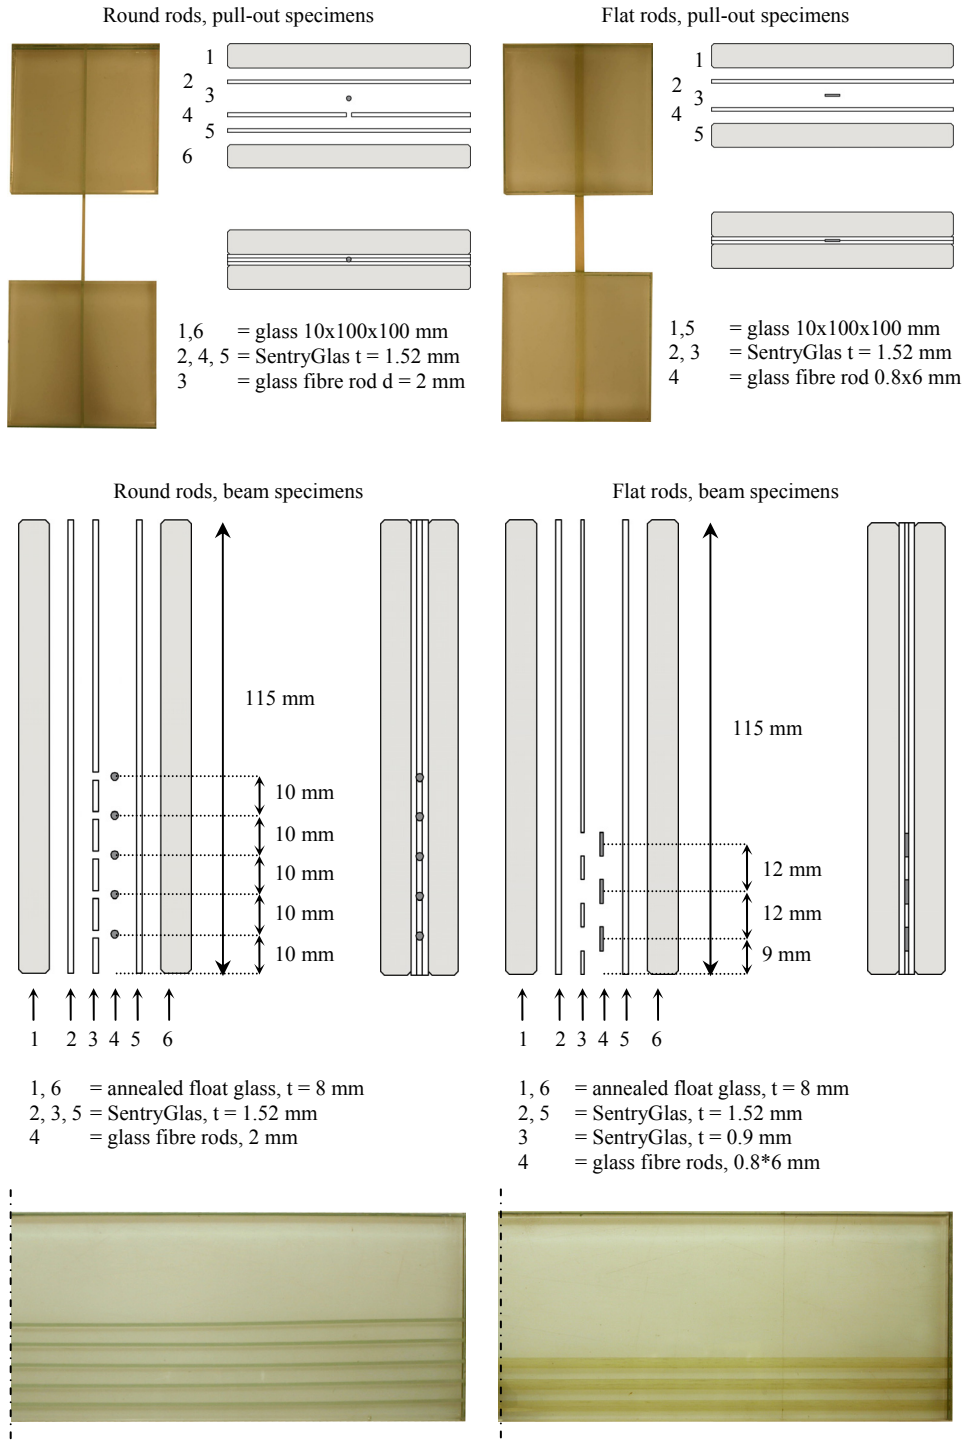 Round rods, pull-out specimens
1
2
3
4
5
6
1,6 = glass 10x100x100 mm
2, 4, 5 = SentryGlas t = 1.52 mm
3 = glass fibre rod d = 2 mm
Flat rods, pull-out specimens
1
2
3
4
5
1,5 = glass 10x100x100 mm
2, 3 = SentryGlas t = 1.52 mm
4 = glass fibre rod 0.8x6 mm
Round rods, beam specimens
115 mm
10 mm
10 mm
10 mm
10 mm
10 mm
1 2 3 4 5 6
1, 6 = annealed float glass, t = 8 mm
2, 3, 5 = SentryGlas, t = 1.52 mm
4 = glass fibre rods, 2 mm
Flat rods, beam specimens
115 mm
12 mm
12 mm
9 mm
1 2 3 4 5 6
1, 6 = annealed float glass, t = 8 mm
2, 5 = SentryGlas, t = 1.52 mm
3 = SentryGlas, t = 0.9 mm
4 = glass fibre rods, 0.8*6 mm